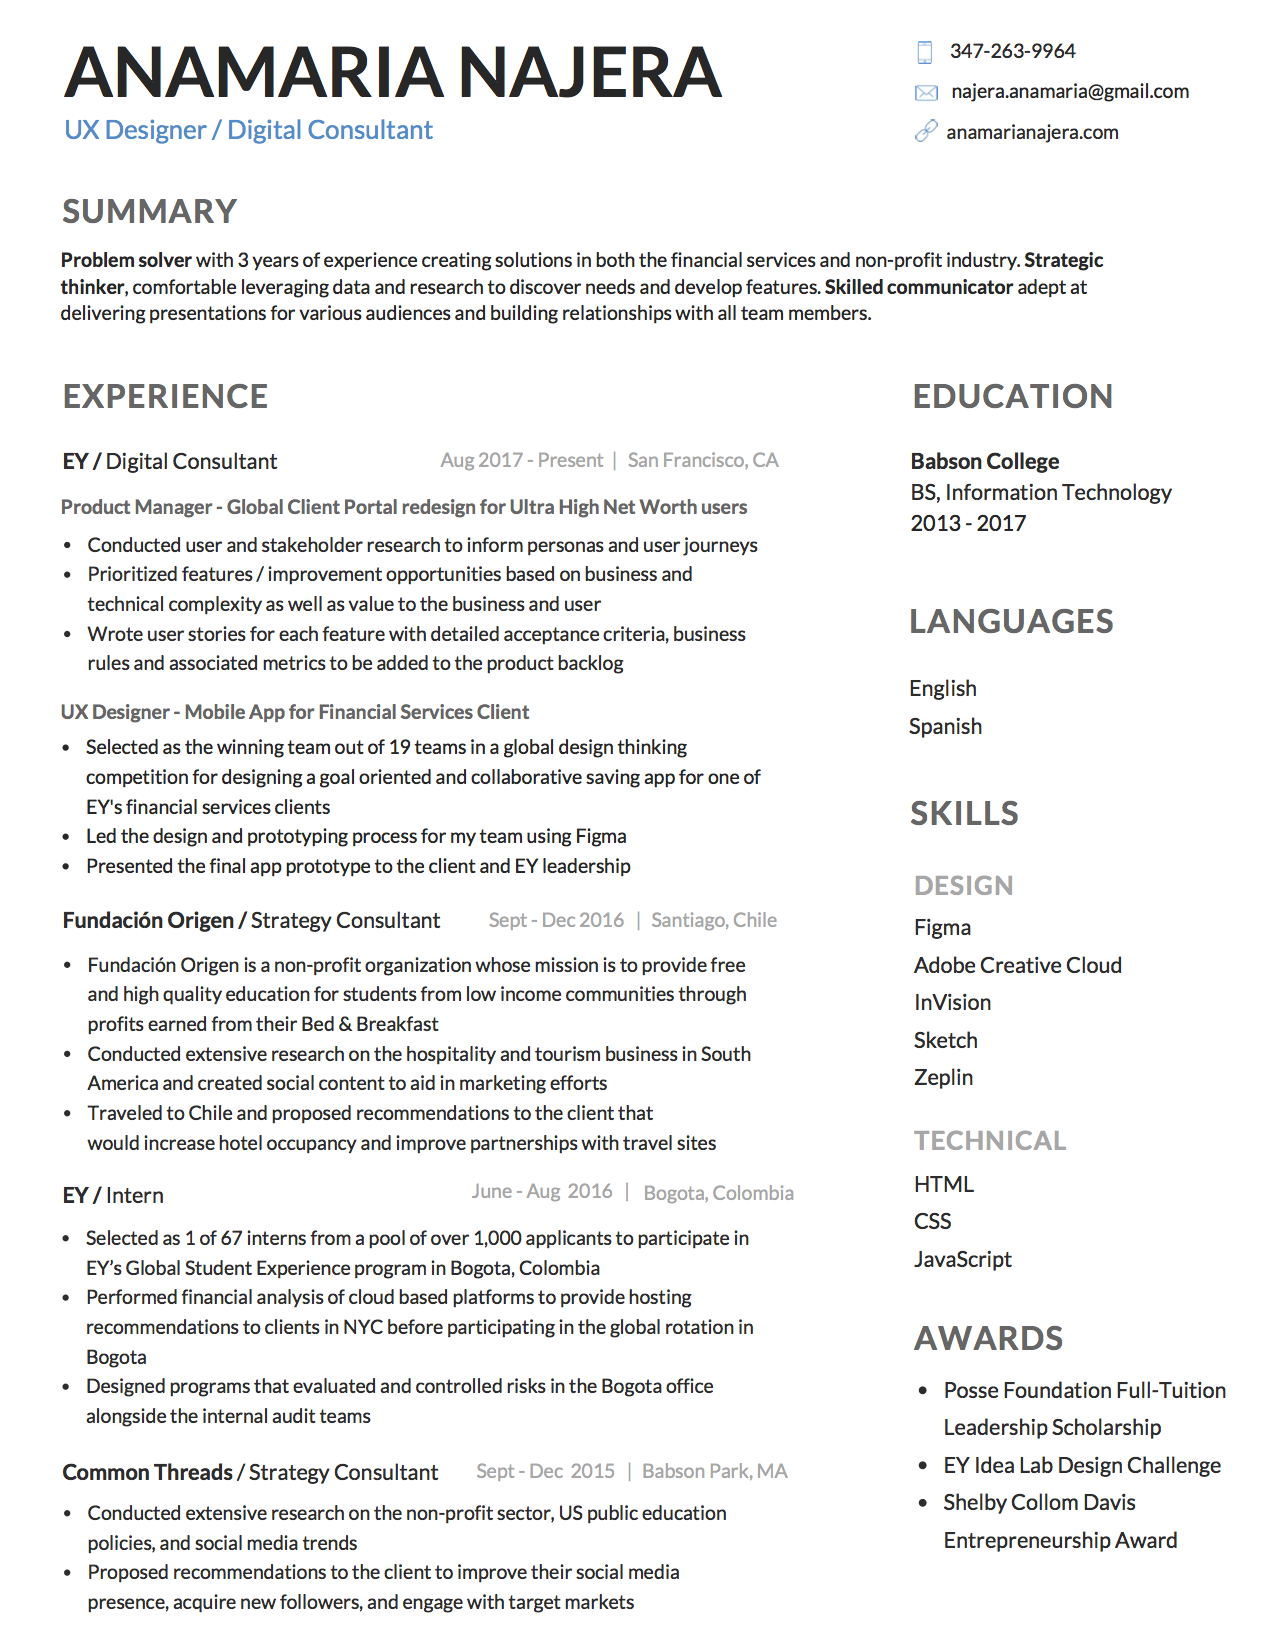 ANAMARIA NAJERA
UX Designer / Digital Consultant
347-263-9964
najera.anamaria@gmail.com
anamarianajera.com
SUMMARY
Problem solver with 3 years of experience creating solutions in both the financial services and non-profit industry. Strategic
thinker, comfortable leveraging data and research to discover needs and develop features. Skilled communicator adept at
delivering presentations for various audiences and building relationships with all team members.
EXPERIENCE
EY / Digital Consultant Aug 2017 - Present | San Francisco, CA
Product Manager - Global Client Portal redesign for Ultra High Net Worth users
• Conducted user and stakeholder research to inform personas and user journeys
• Prioritized features / improvement opportunities based on business and
technical complexity as well as value to the business and user
• Wrote user stories for each feature with detailed acceptance criteria, business
rules and associated metrics to be added to the product backlog
UX Designer - Mobile App for Financial Services Client
• Selected as the winning team out of 19 teams in a global design thinking
competition for designing a goal oriented and collaborative saving app for one of
EY's financial services clients
• Led the design and prototyping process for my team using Figma
• Presented the final app prototype to the client and EY leadership
Fundación Origen / Strategy Consultant Sept - Dec 2016 | Santiago, Chile
• Fundación Origen is a non-profit organization whose mission is to provide free
and high quality education for students from low income communities through
profits earned from their Bed & Breakfast
• Conducted extensive research on the hospitality and tourism business in South
America and created social content to aid in marketing efforts
• Traveled to Chile and proposed recommendations to the client that
would increase hotel occupancy and improve partnerships with travel sites
EY / Intern June - Aug 2016 | Bogota, Colombia
• Selected as 1 of 67 interns from a pool of over 1,000 applicants to participate in
EY’s Global Student Experience program in Bogota, Colombia
• Performed financial analysis of cloud based platforms to provide hosting
recommendations to clients in NYC before participating in the global rotation in
Bogota
• Designed programs that evaluated and controlled risks in the Bogota office
alongside the internal audit teams
Common Threads / Strategy Consultant Sept - Dec 2015 | Babson Park, MA
• Conducted extensive research on the non-profit sector, US public education
policies, and social media trends
• Proposed recommendations to the client to improve their social media
presence, acquire new followers, and engage with target markets
EDUCATION
Babson College
BS, Information Technology
2013 - 2017
LANGUAGES
English
Spanish
SKILLS
DESIGN
Figma
Adobe Creative Cloud
InVision
Sketch
Zeplin
TECHNICAL
HTML
CSS
JavaScript
AWARDS
• Posse Foundation Full-Tuition
Leadership Scholarship
• EY Idea Lab Design Challenge
• Shelby Collom Davis
Entrepreneurship Award